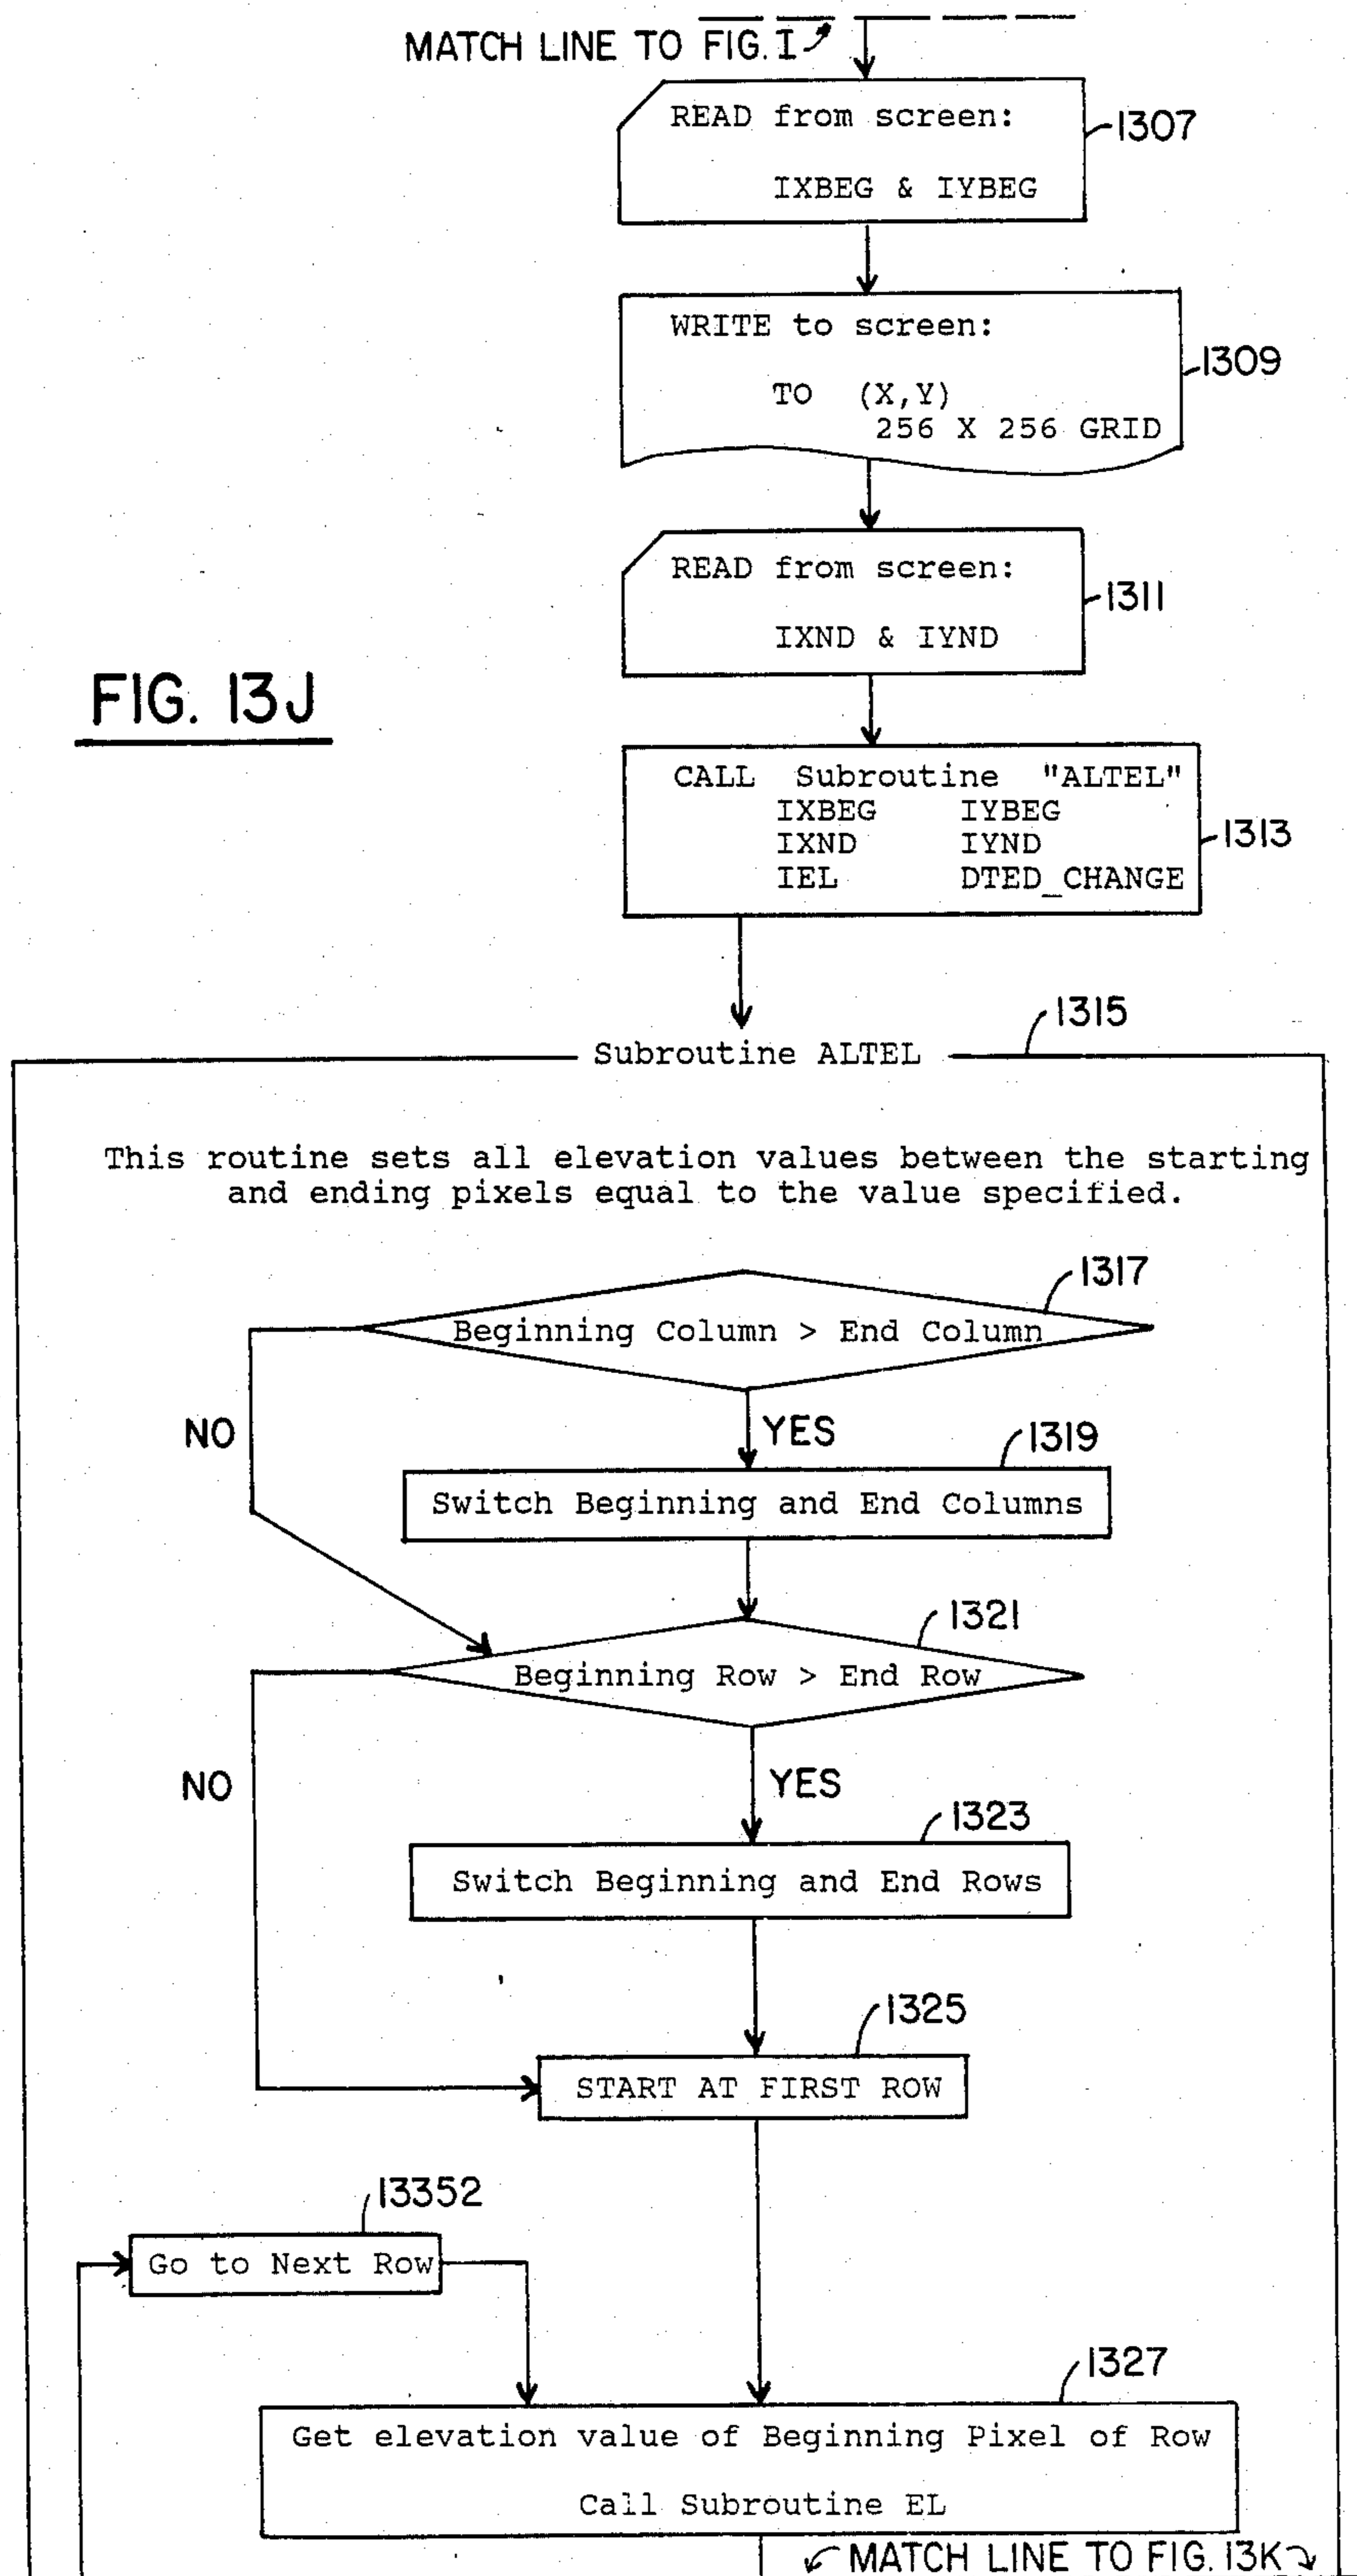 MATCH LINE TO FIG. I
READ from screen:
1307
IXBEG & IYBEG
WRITE to screen:
1309
TO (X,Y)
256 X 256 GRID
READ from screen:
1311
IXND & IYND
FIG. 13J
CALL Subroutine "ALTEL"
IXBEG IYBEG
IXND IYND
1313
IEL DTED_CHANGE
1315
Subroutine ALTEL
This routine sets all elevation values between the starting
and ending pixels equal to the value specified.
1317
Beginning Column > End Column
NO
YES
1319
Switch Beginning and End Columns
1321
Beginning Row > End Row
NO
YES
1323
Switch Beginning and End Rows
1325
START AT FIRST ROW
13352
Go to Next Row
1327
Get elevation value of Beginning Pixel of Row
Call Subroutine EL
MATCH LINE TO FIG. 13K